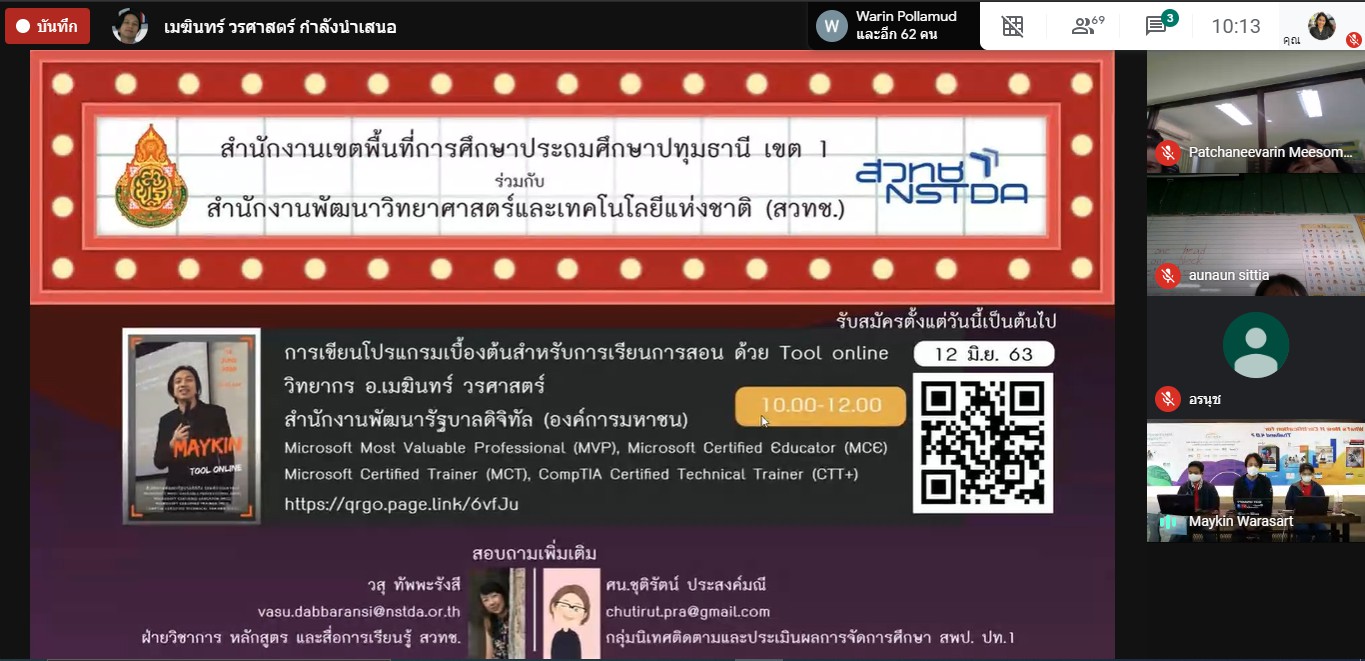 บันทึก
เมฆินทร์ วรศาสตร์ กำลังนำเสนอ
W
Warin Pollamud
และอีก 62 คน
69
3
10:13
คุณ
สำนักงานเขตพื้นที่การศึกษาประถมศึกษาปทุมธานี เขต 1
ร่วมกับ
สำนักงานพัฒนาวิทยาศาสตร์และเทคโนโลยีแห่งชาติ (สวทช.)
สวทช
NSTDA
รับสมัครตั้งแต่วันนี้เป็นต้นไป
12 มิ.ย. 63
การเขียนโปรแกรมเบื้องต้นสำหรับการเรียนการสอน ด้วย Tool online
วิทยากร อ.เมฆินทร์ วรศาสตร์
10.00-12.00
สำนักงานพัฒนารัฐบาลดิจิทัล (องค์การมหาชน)
Microsoft Most Valuable Professional (MVP), Microsoft Certified Educator (MCE)
Microsoft Certified Trainer (MCT), CompTIA Certified Technical Trainer (CTT+)
https://qrgo.page.link/6vfJu
MAYKIN
TOOL ONLINE
สอบถามเพิ่มเติม
วสุ ทัพพะรังสี
vasu.dabbaransi@nstda.or.th
ฝ่ายวิชาการ หลักสูตร และสื่อการเรียนรู้ สวทช.
ศน.ชุติรัตน์ ประสงค์มณี
chutirut.pra@gmail.com
กลุ่มนิเทศติดตามและประเมินผลการจัดการศึกษา สพป. ปท.1
Patchaneevarin Meesom...
aunaun sittia
อรนุช
Maykin Warasart